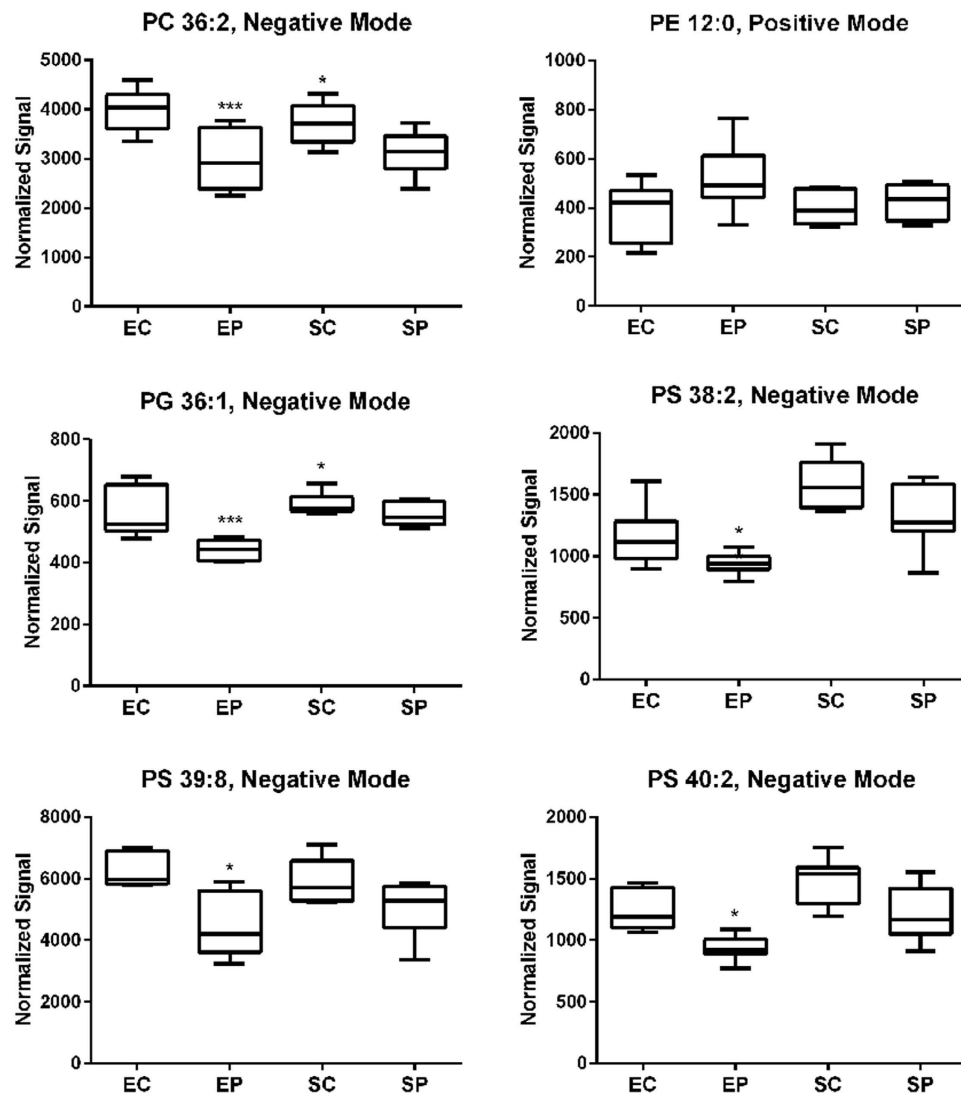 PC 36:2, Negative Mode
Normalized Signal
5000
4000
3000
2000
1000
0
***
*
EC EP SC SP
PE 12:0, Positive Mode
Normalized Signal
1000
800
600
400
200
0
EC EP SC SP
PG 36:1, Negative Mode
Normalized Signal
800
600
400
200
0
***
*
EC EP SC SP
PS 38:2, Negative Mode
Normalized Signal
2000
1500
1000
500
0
*
EC EP SC SP
PS 39:8, Negative Mode
Normalized Signal
8000
6000
4000
2000
0
*
EC EP SC SP
PS 40:2, Negative Mode
Normalized Signal
2000
1500
1000
500
0
*
EC EP SC SP